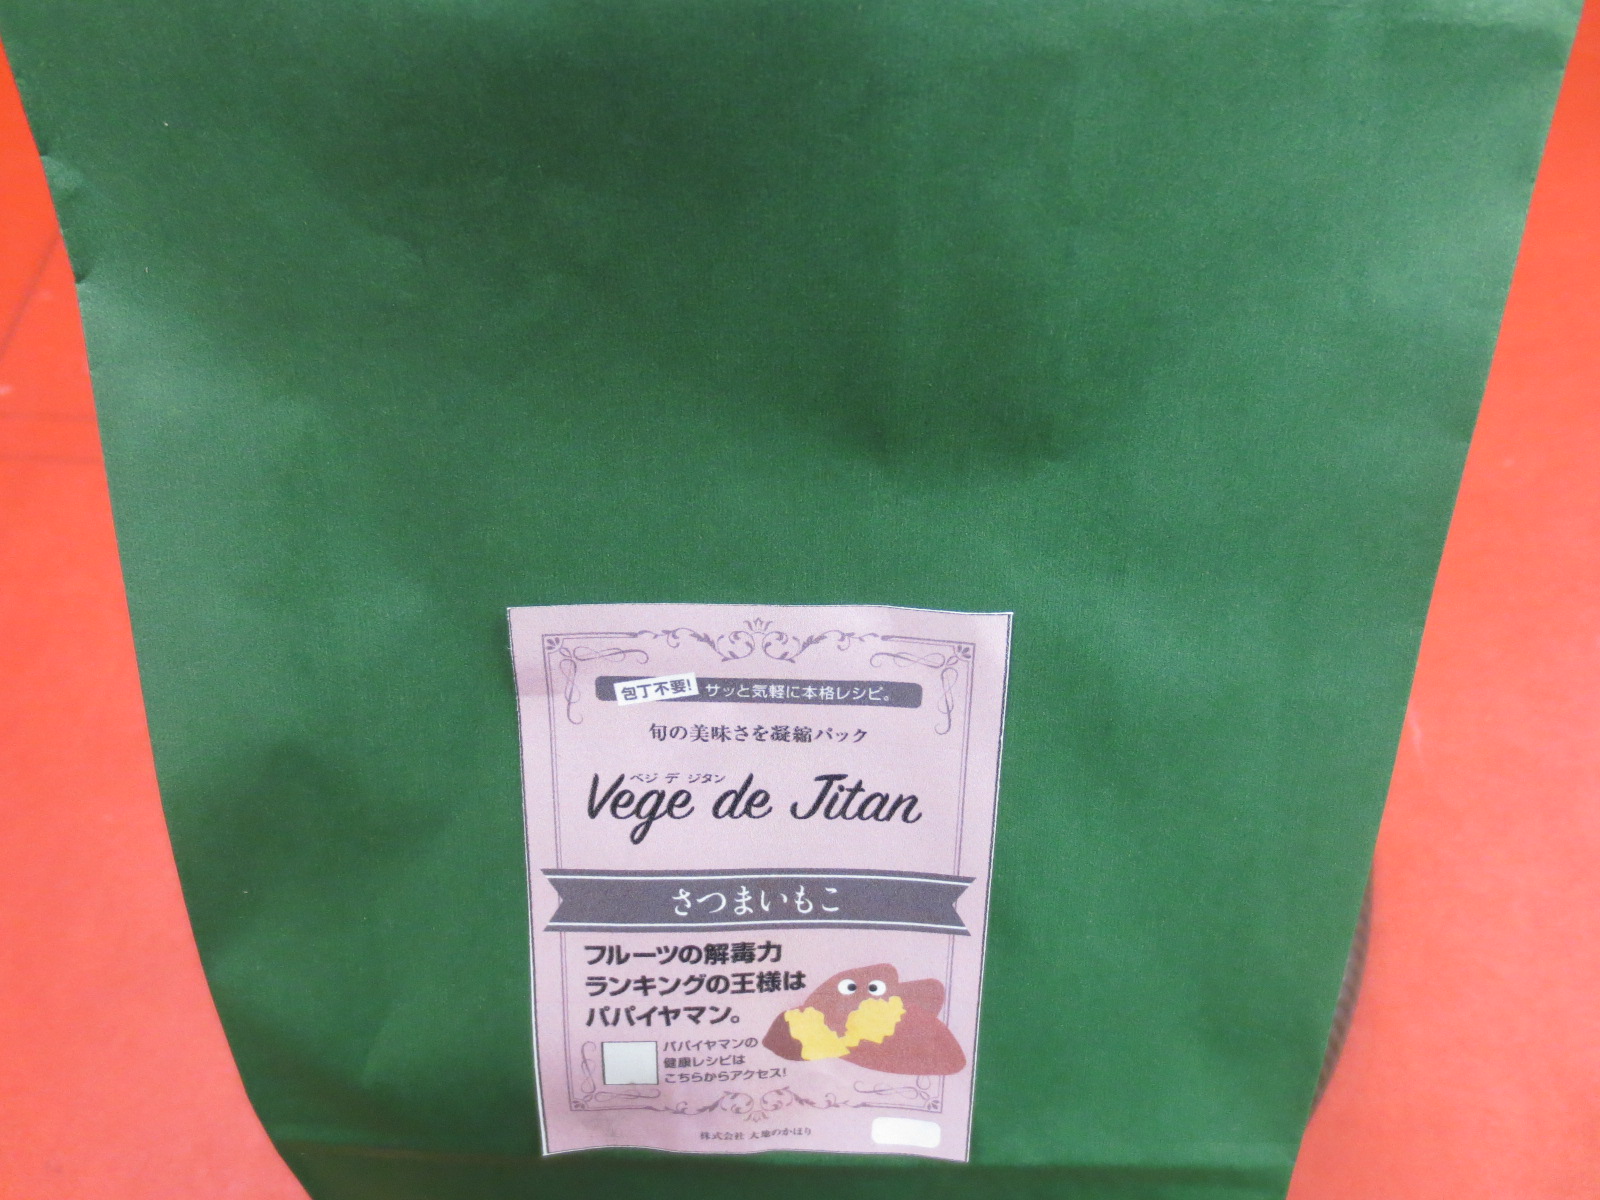 包丁不要! サッと気軽に本格レシピ。
旬の美味さを凝縮パック
ベジ デ ジタン
Vege de Jitan
さつまいもこ
フルーツの解毒力
ランキングの王様は
パパイヤマン。
パパイヤマンの
健康レシピは
こちらからアクセス!
株式会社 大地のかほり